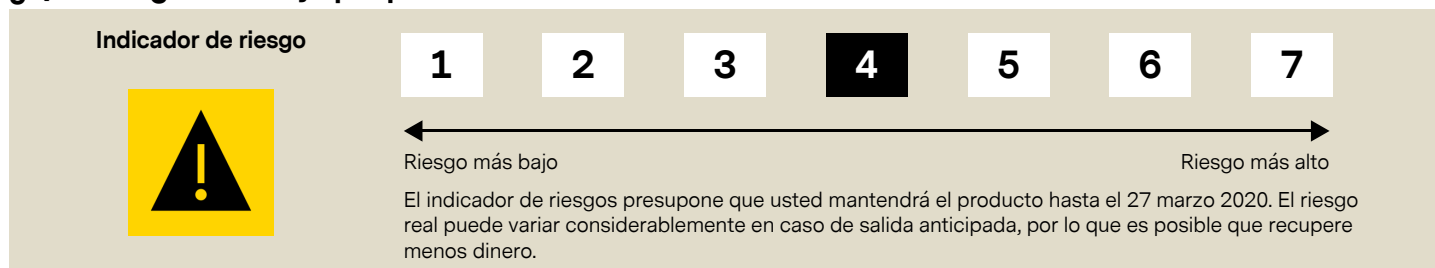 Indicador de riesgo
1 2 3 4 5 6 7
Riesgo más bajo Riesgo más alto
El indicador de riesgos presupone que usted mantendrá el producto hasta el 27 marzo 2020. El riesgo
real puede variar considerablemente en caso de salida anticipada, por lo que es posible que recupere
menos dinero.